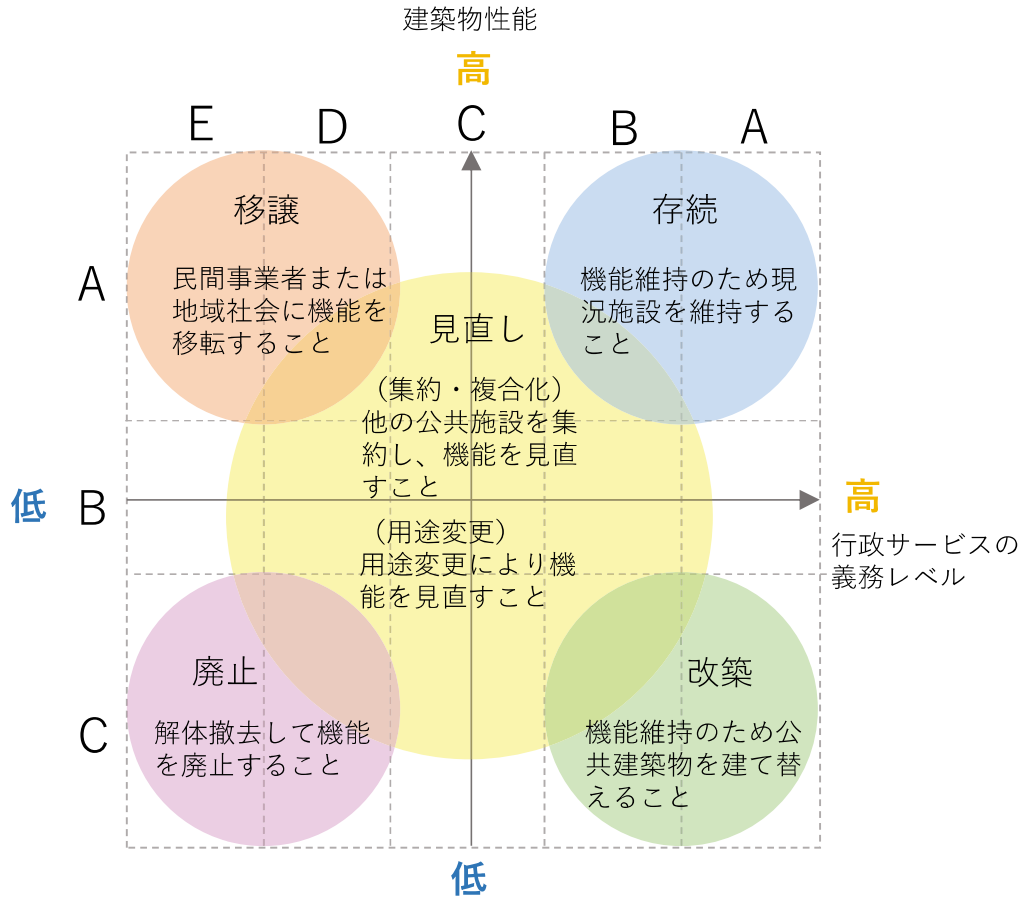 建築物性能
高
E D C B A
移譲
民間事業者または
地域社会に機能を
移転すること
存続
機能維持のため現
況施設を維持する
こと
A
見直し
（集約・複合化）
他の公共施設を集
約し、機能を見直
すこと
低
B
高
行政サービスの
義務レベル
（用途変更）
用途変更により機
能を見直すこと
廃止
解体撤去して機能
を廃止すること
改築
機能維持のため公
共建築物を建て替
えること
C
低